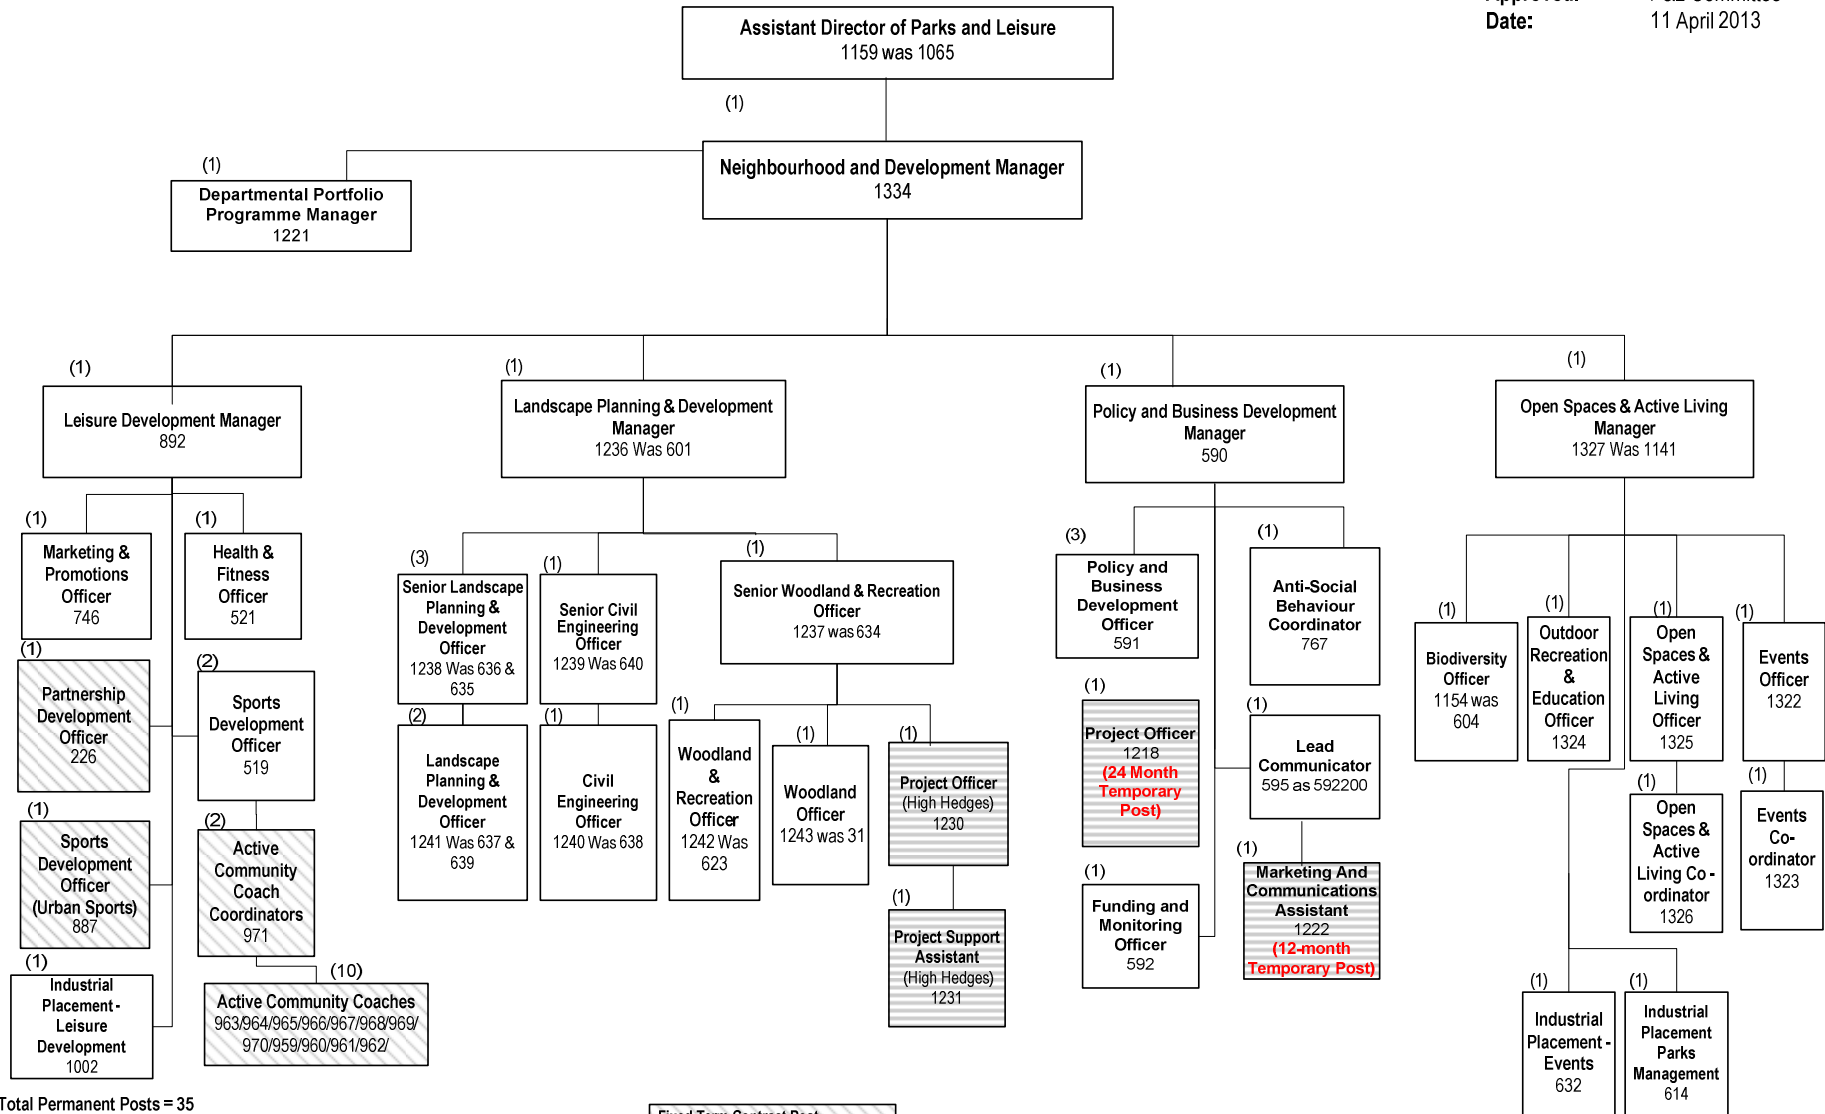 Date: 11 April 2013
Assistant Director of Parks and Leisure
1159 was 1065
(1)
Neighbourhood and Development Manager
1334
(1)
Departmental Portfolio
Programme Manager
1221
(1)
Leisure Development Manager
892
(1)
Landscape Planning & Development
Manager
1236 Was 601
(1)
Policy and Business Development
Manager
590
(1)
Open Spaces & Active Living
Manager
1327 Was 1141
(1)
Marketing &
Promotions
Officer
746
(1)
Health &
Fitness
Officer
521
(1)
Partnership
Development
Officer
226
(2)
Sports
Development
Officer
519
(1)
Sports
Development
Officer
(Urban Sports)
887
(2)
Active
Community
Coach
Coordinators
971
(1)
Industrial
Placement -
Leisure
Development
1002
(10)
Active Community Coaches
963/964/965/966/967/968/969/
970/959/960/961/962/
(3)
Senior Landscape
Planning &
Development
Officer
1238 Was 636 &
635
(1)
Senior Civil
Engineering
Officer
1239 Was 640
(1)
Senior Woodland & Recreation
Officer
1237 was 634
(2)
Landscape
Planning &
Development
Officer
1241 Was 637 &
639
(1)
Civil
Engineering
Officer
1240 Was 638
(1)
Woodland
&
Recreation
Officer
1242 Was
623
(1)
Woodland
Officer
1243 was 31
(1)
Project Officer
(High Hedges)
1230
(1)
Project Support
Assistant
(High Hedges)
1231
(3)
Policy and
Business
Development
Officer
591
(1)
Anti-Social
Behaviour
Coordinator
767
(1)
Project Officer
1218
(24 Month
Temporary
Post)
(1)
Lead
Communicator
595 as 592200
(1)
Funding and
Monitoring
Officer
592
(1)
Marketing And
Communications
Assistant
1222
(12-month
Temporary Post)
(1)
Biodiversity
Officer
1154 was
604
(1)
Outdoor
Recreation
&
Education
Officer
1324
(1)
Open
Spaces &
Active
Living
Officer
1325
(1)
Events
Officer
1322
(1)
Open
Spaces &
Active
Living Co -
ordinator
1326
(1)
Events
Co-
ordinator
1323
(1)
Industrial
Placement -
Events
632
(1)
Industrial
Placement
Parks
Management
614
Total Permanent Posts = 35